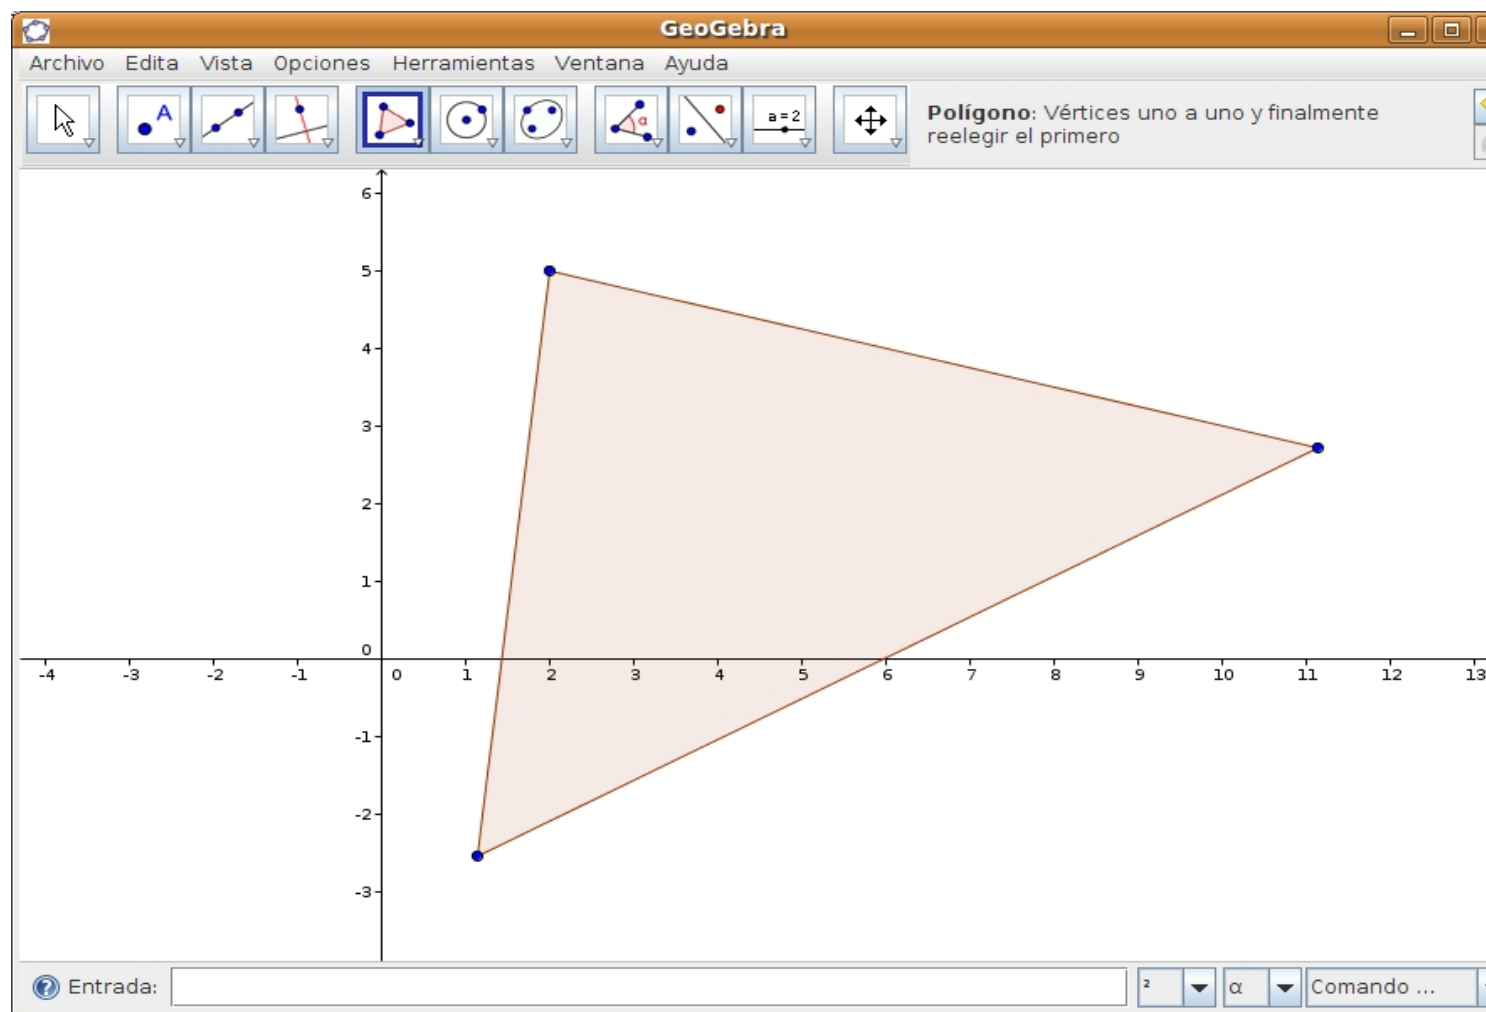 GeoGebra
Archivo Edita Vista Opciones Herramientas Ventana Ayuda
A
α
a = 2
Polígono: Vértices uno a uno y finalmente
reelegir el primero
6
5
4
3
2
1
0
-4 -3 -2 -1 0 1 2 3 4 5 6 7 8 9 10 11 12 13
-1
-2
-3
Entrada: ² α Comando ...